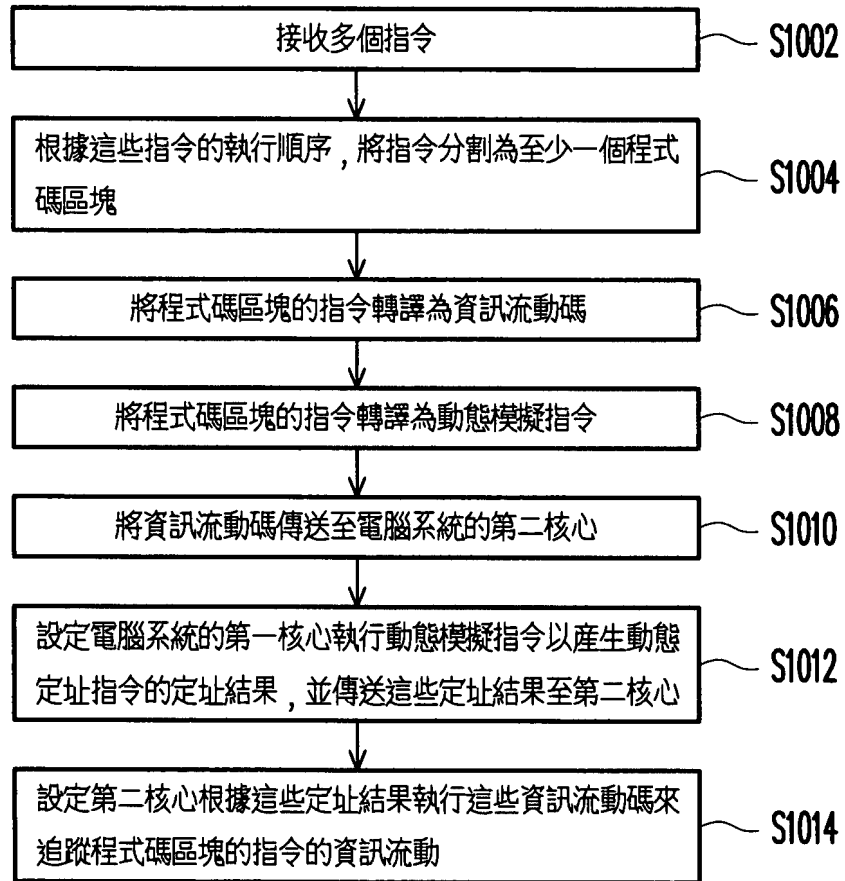 接收多個指令
S1002
根據這些指令的執行順序,將指令分割為至少一個程式
碼區塊
S1004
將程式碼區塊的指令轉譯為資訊流動碼
S1006
將程式碼區塊的指令轉譯為動態模擬指令
S1008
將資訊流動碼傳送至電腦系統的第二核心
S1010
設定電腦系統的第一核心執行動態模擬指令以産生動態
定址指令的定址結果,並傳送這些定址結果至第二核心
S1012
設定第二核心根據這些定址結果執行這些資訊流動碼來
追蹤程式碼區塊的指令的資訊流動
S1014